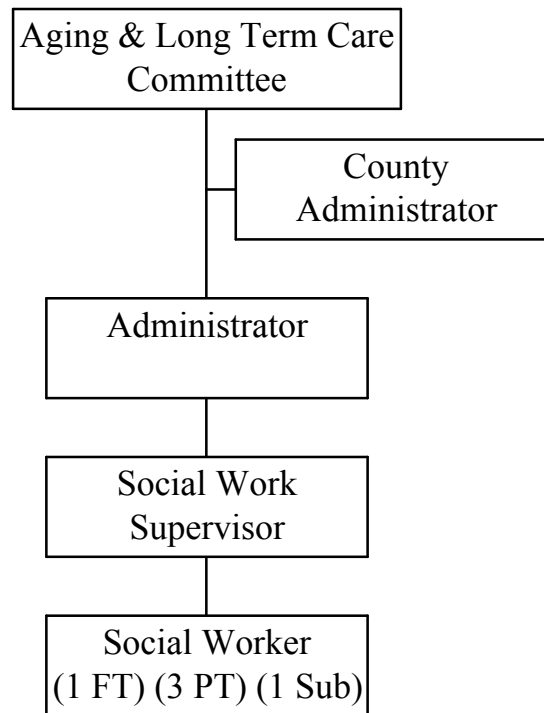 Aging & Long Term Care
Committee
County
Administrator
Administrator
Social Work
Supervisor
Social Worker
(1 FT) (3 PT) (1 Sub)